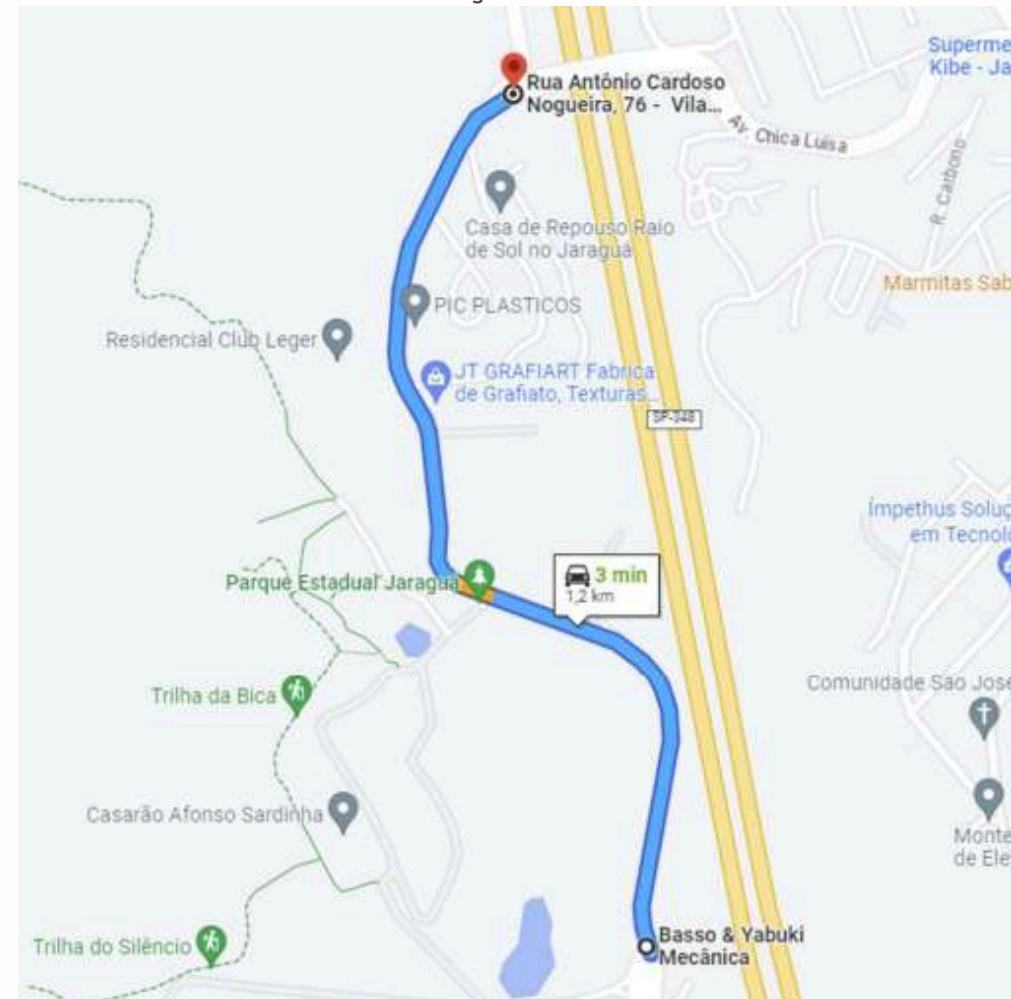 Superme
Kibe - Ja
Rua Antônio Cardoso
Nogueira, 76 - Vila...
Av. Chica Luísa
R. Carbono
Casa de Repouso Raio
de Sol no Jaraguá
Marmitas Sab
PIC PLASTICOS
Residencial Club Leger
JT GRAFIART Fabrica
de Grafiato, Texturas...
SP-348
Ímpethus Soluç
em Tecnolo
Parque Estadual Jaraguá
3 min
1,2 km
Comunidade São José
Trilha da Bica
Casarão Afonso Sardinha
Monte
de Ele
Basso & Yabuki
Mecânica
Trilha do Silêncio